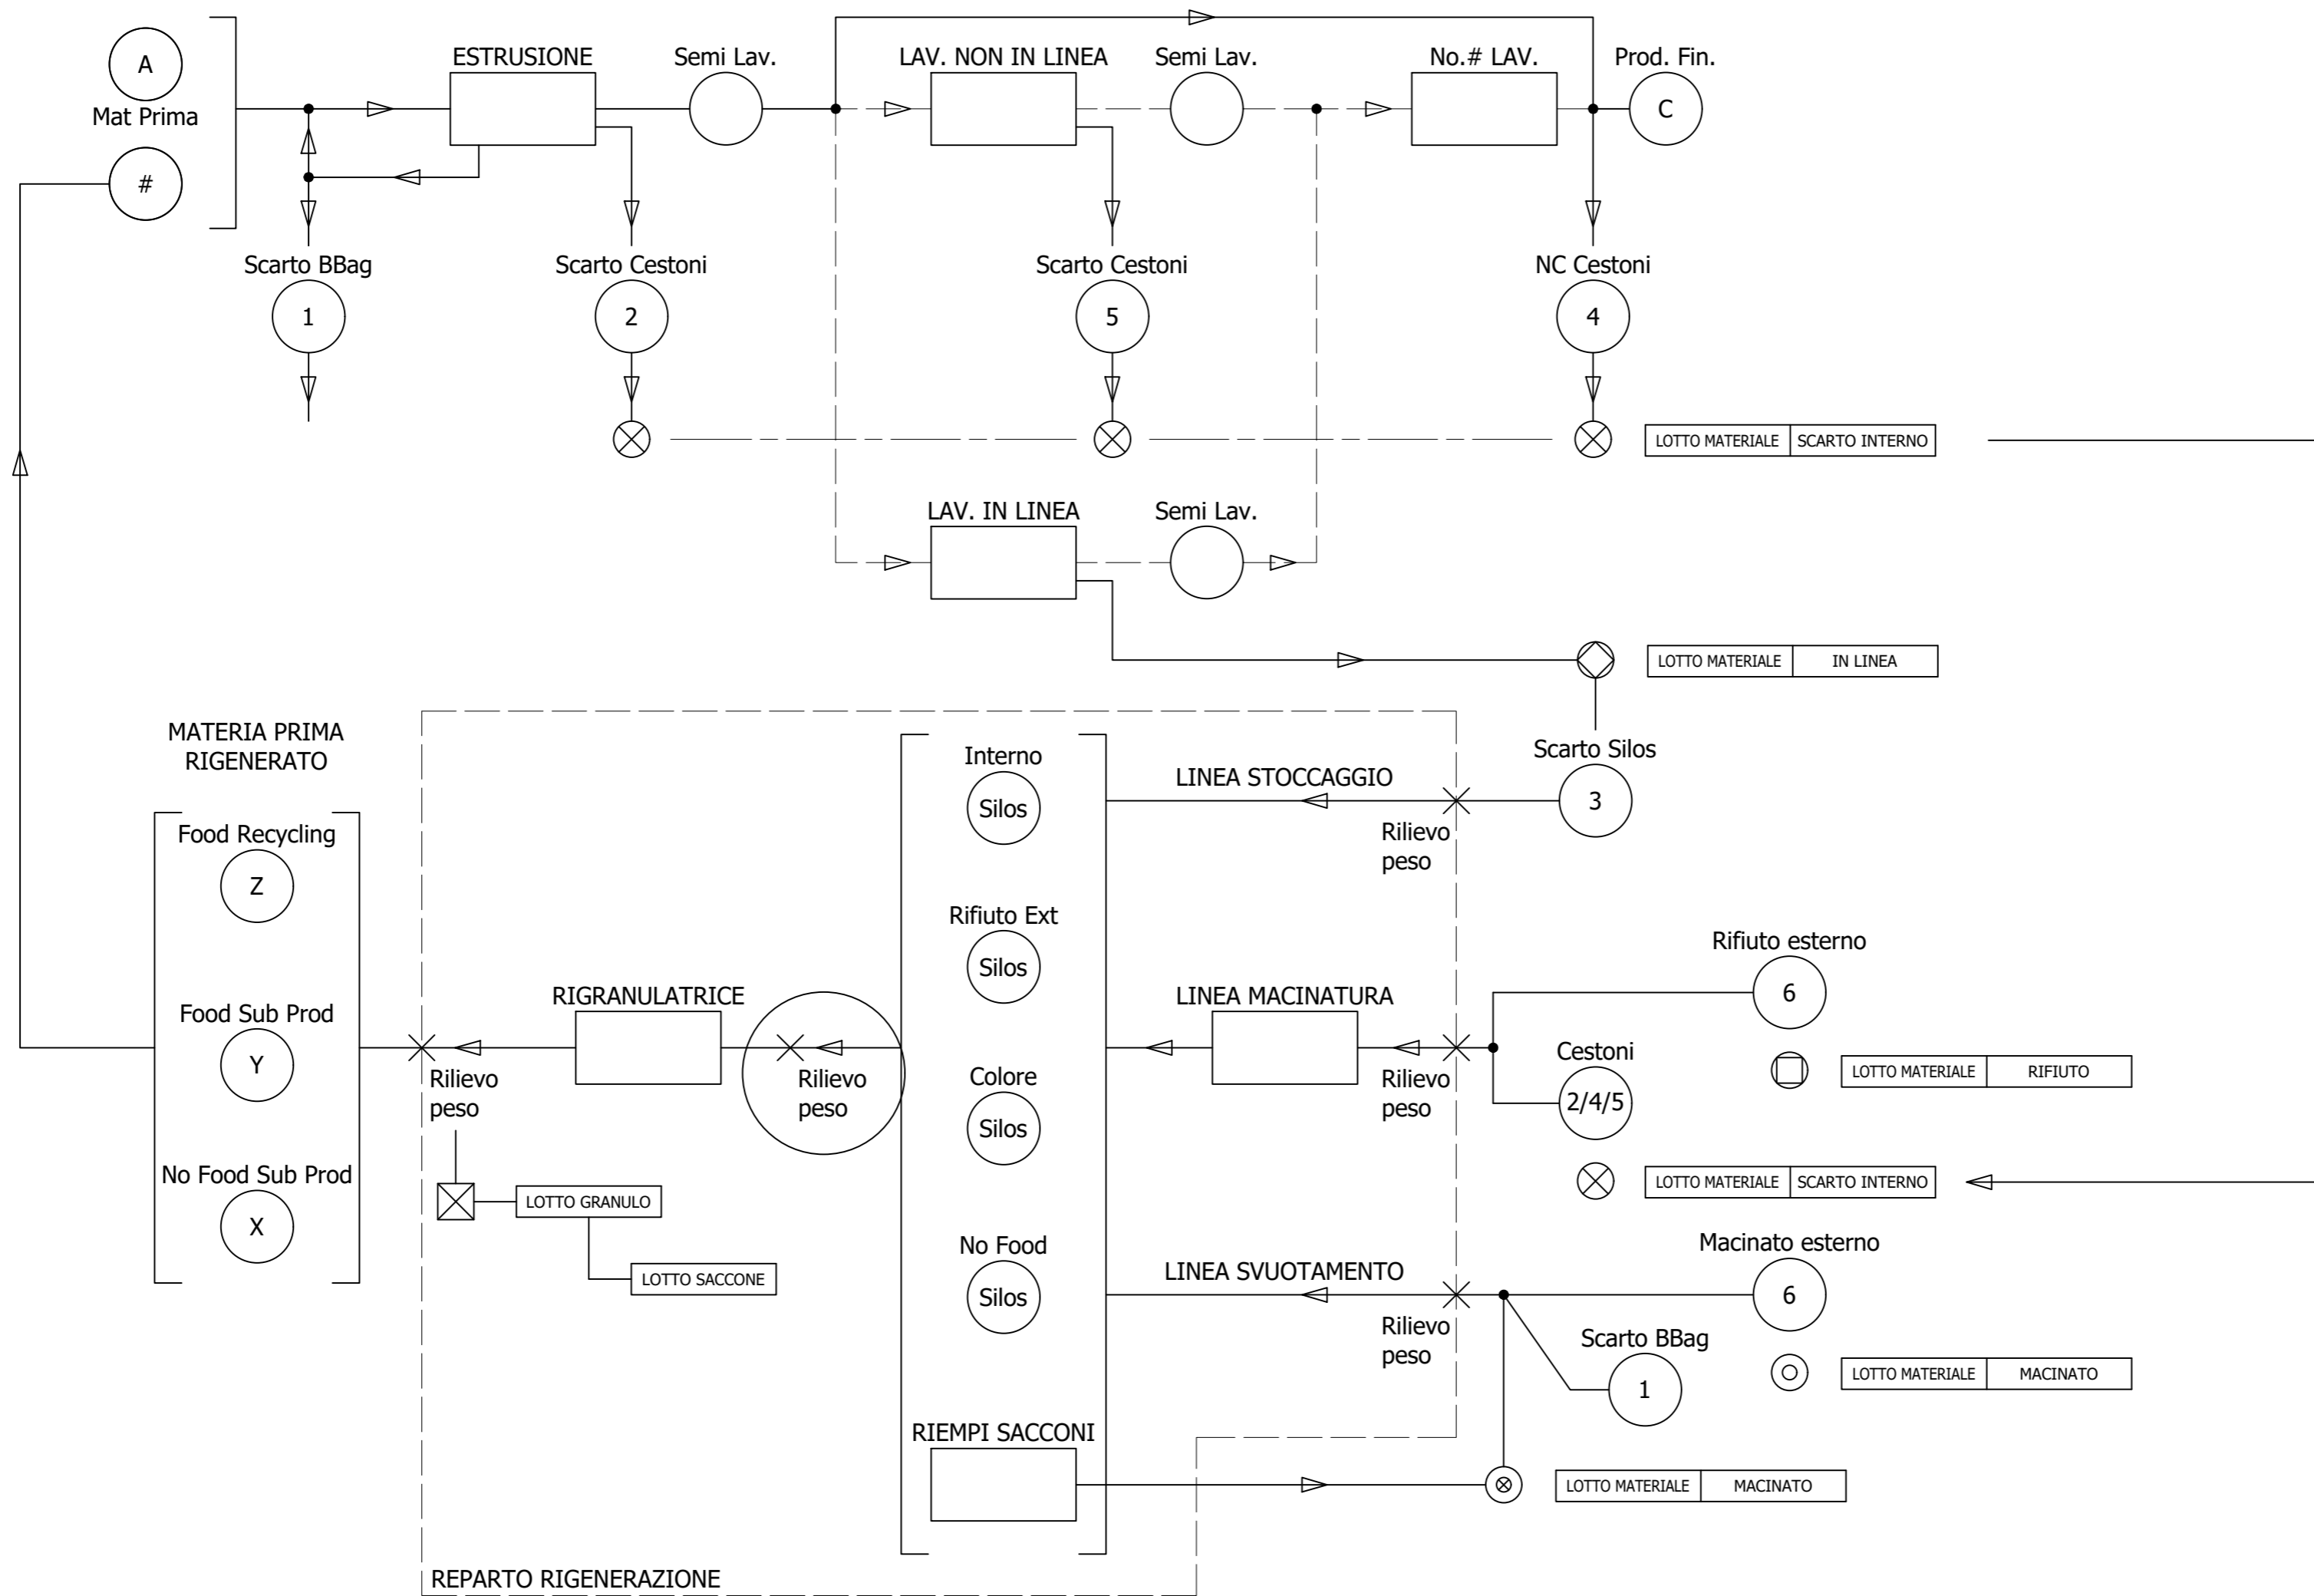 A
Mat Prima
#
ESTRUSIONE
Semi Lav.
LAV. NON IN LINEA
Semi Lav.
No.# LAV.
Prod. Fin.
C
Scarto BBag
1
Scarto Cestoni
2
Scarto Cestoni
5
NC Cestoni
4
LOTTO MATERIALE SCARTO INTERNO
LAV. IN LINEA
Semi Lav.
LOTTO MATERIALE IN LINEA
MATERIA PRIMA
RIGENERATO
Food Recycling
Z
Food Sub Prod
Y
No Food Sub Prod
X
Rilievo
peso
LOTTO GRANULO
LOTTO SACCONE
RIGRANULATRICE
Rilievo
peso
Interno
Silos
Rifiuto Ext
Silos
Colore
Silos
No Food
Silos
RIEMPI SACCONI
REPARTO RIGENERAZIONE
LINEA STOCCAGGIO
Rilievo
peso
Scarto Silos
3
LINEA MACINATURA
Rilievo
peso
Rifiuto esterno
6
LOTTO MATERIALE RIFIUTO
Cestoni
2/4/5
LOTTO MATERIALE SCARTO INTERNO
LINEA SVUOTAMENTO
Rilievo
peso
Macinato esterno
6
LOTTO MATERIALE MACINATO
Scarto BBag
1
LOTTO MATERIALE MACINATO